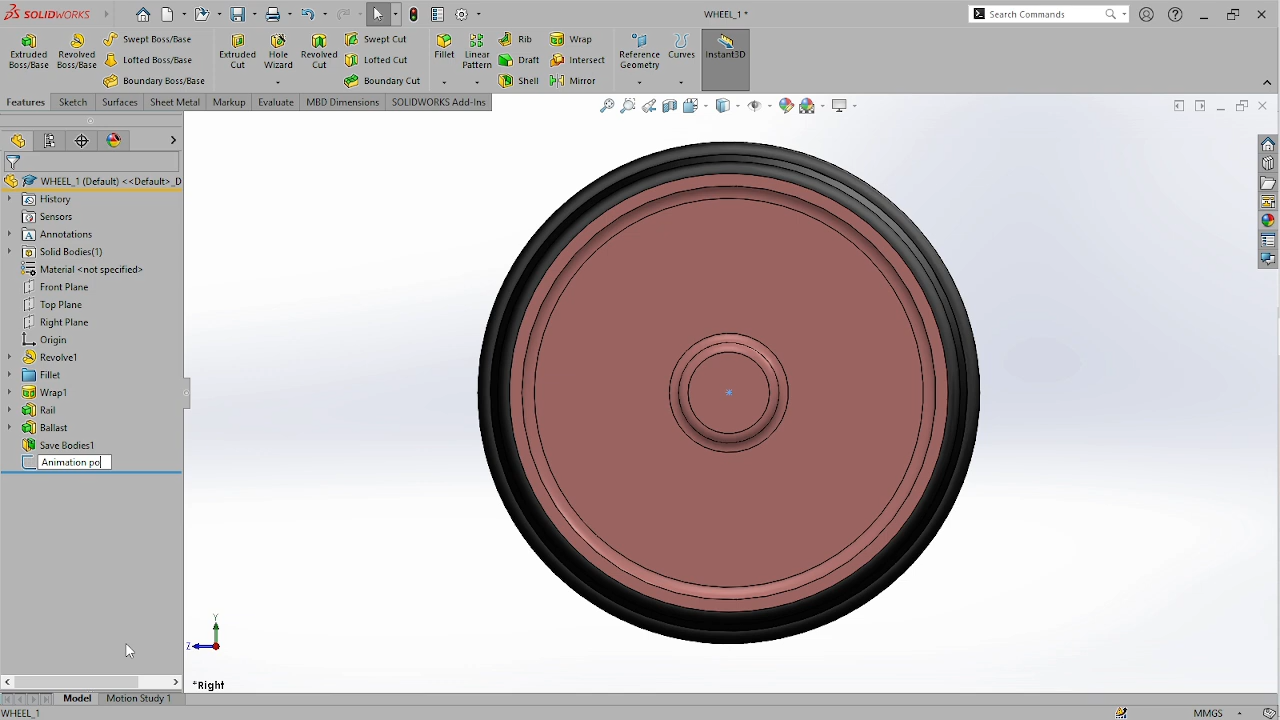 SOLIDWORKS
WHEEL_1 *
Search Commands
Extruded Boss/Base
Revolved Boss/Base
Swept Boss/Base
Lofted Boss/Base
Boundary Boss/Base
Extruded Cut
Hole Wizard
Revolved Cut
Swept Cut
Lofted Cut
Boundary Cut
Fillet
Linear Pattern
Rib
Draft
Shell
Wrap
Intersect
Mirror
Reference Geometry
Curves
Instant3D
Features
Sketch
Surfaces
Sheet Metal
Markup
Evaluate
MBD Dimensions
SOLIDWORKS Add-Ins
WHEEL_1 (Default) <<Default>_D
History
Sensors
Annotations
Solid Bodies(1)
Material <not specified>
Front Plane
Top Plane
Right Plane
Origin
Revolve1
Fillet
Wrap1
Rail
Ballast
Save Bodies1
Animation po
Y
Z
*Right
Model
Motion Study 1
WHEEL_1
MMGS